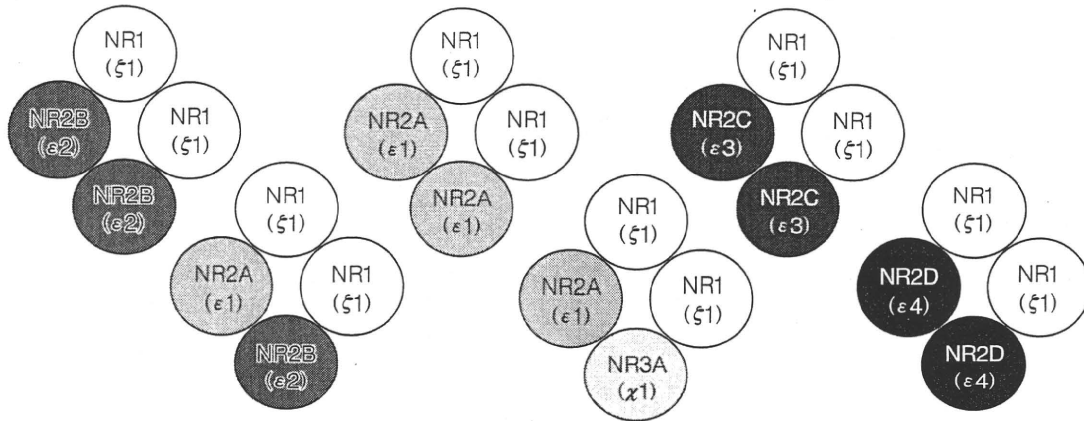 NR1
(ζ1)
NR2B
(ε2)
NR1
(ζ1)
NR2B
(ε2)
NR1
(ζ1)
NR2A
(ε1)
NR1
(ζ1)
NR2B
(ε2)
NR1
(ζ1)
NR2A
(ε1)
NR1
(ζ1)
NR2A
(ε1)
NR1
(ζ1)
NR2A
(ε1)
NR1
(ζ1)
NR3A
(χ1)
NR1
(ζ1)
NR2C
(ε3)
NR1
(ζ1)
NR2C
(ε3)
NR1
(ζ1)
NR2D
(ε4)
NR1
(ζ1)
NR2D
(ε4)